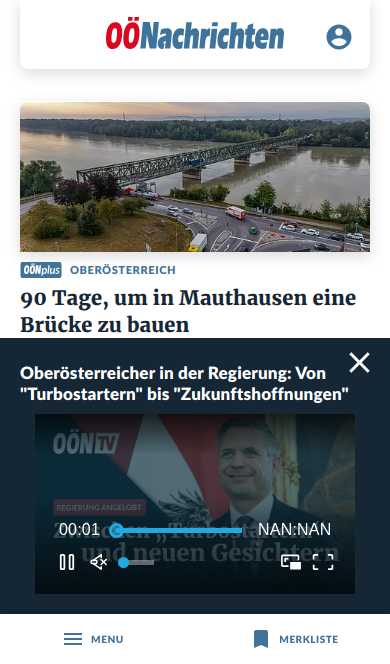 OÖNachrichten
OÖNplus OBERÖSTERREICH
90 Tage, um in Mauthausen eine
Brücke zu bauen
Oberösterreicher in der Regierung: Von
"Turbostartern" bis "Zukunftshoffnungen"
OÖN TV
REGIERUNG ANGELOBT
Zwischen „Turbostartern“
00:01 NAN:NAN
und neuen Gesichtern
MENU MERKLISTE